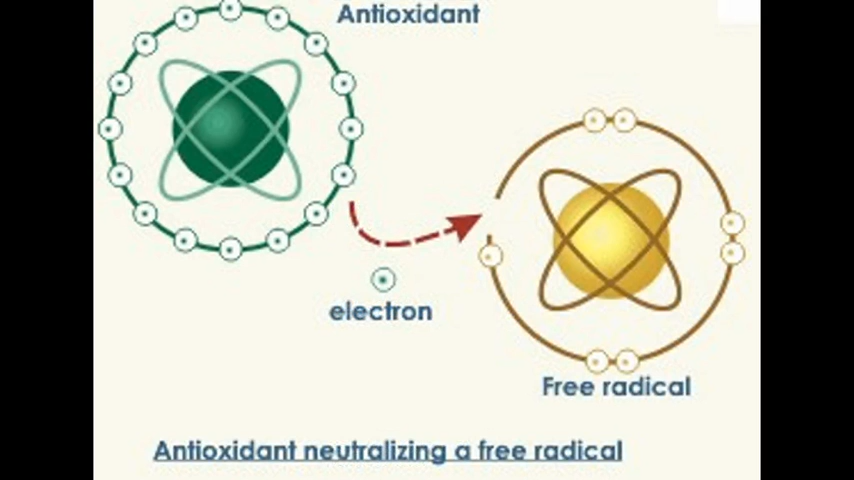 Antioxidant
electron
Free radical
Antioxidant neutralizing a free radical